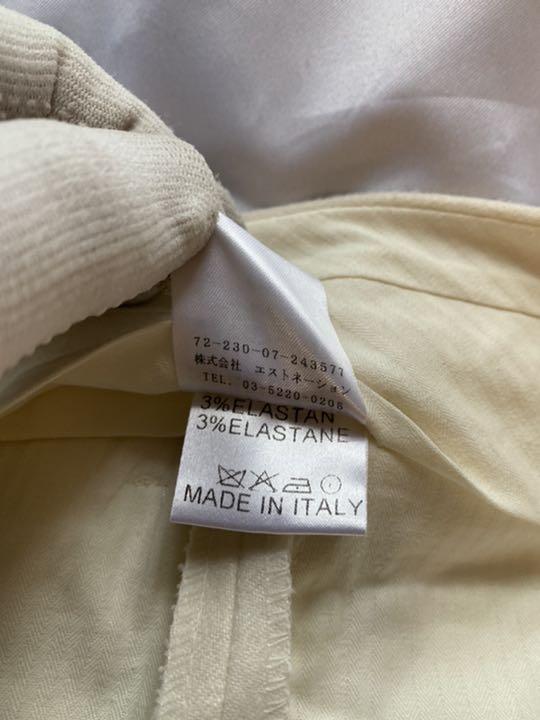 72-230-07-243577
株式会社 エストネーション
TEL. 03-5220-0206
3%ELASTAN
3%ELASTANE
MADE IN ITALY